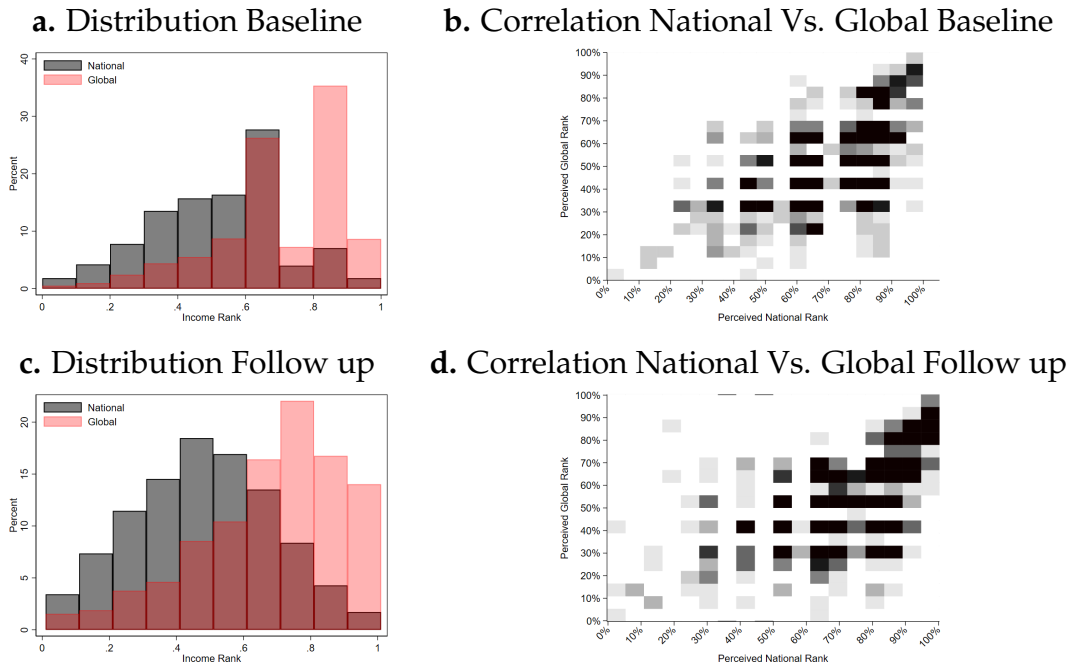 a. Distribution Baseline
40
30
20
10
0
Percent
National
Global
0 .2 .4 .6 .8 1
Income Rank
b. Correlation National Vs. Global Baseline
100%
90%
80%
70%
60%
50%
40%
30%
20%
10%
0%
Perceived Global Rank
0% 10% 20% 30% 40% 50% 60% 70% 80% 90% 100%
Perceived National Rank
c. Distribution Follow up
20
15
10
5
0
Percent
National
Global
0 .2 .4 .6 .8 1
Income Rank
d. Correlation National Vs. Global Follow up
100%
90%
80%
70%
60%
50%
40%
30%
20%
10%
0%
Perceived Global Rank
0% 10% 20% 30% 40% 50% 60% 70% 80% 90% 100%
Perceived National Rank